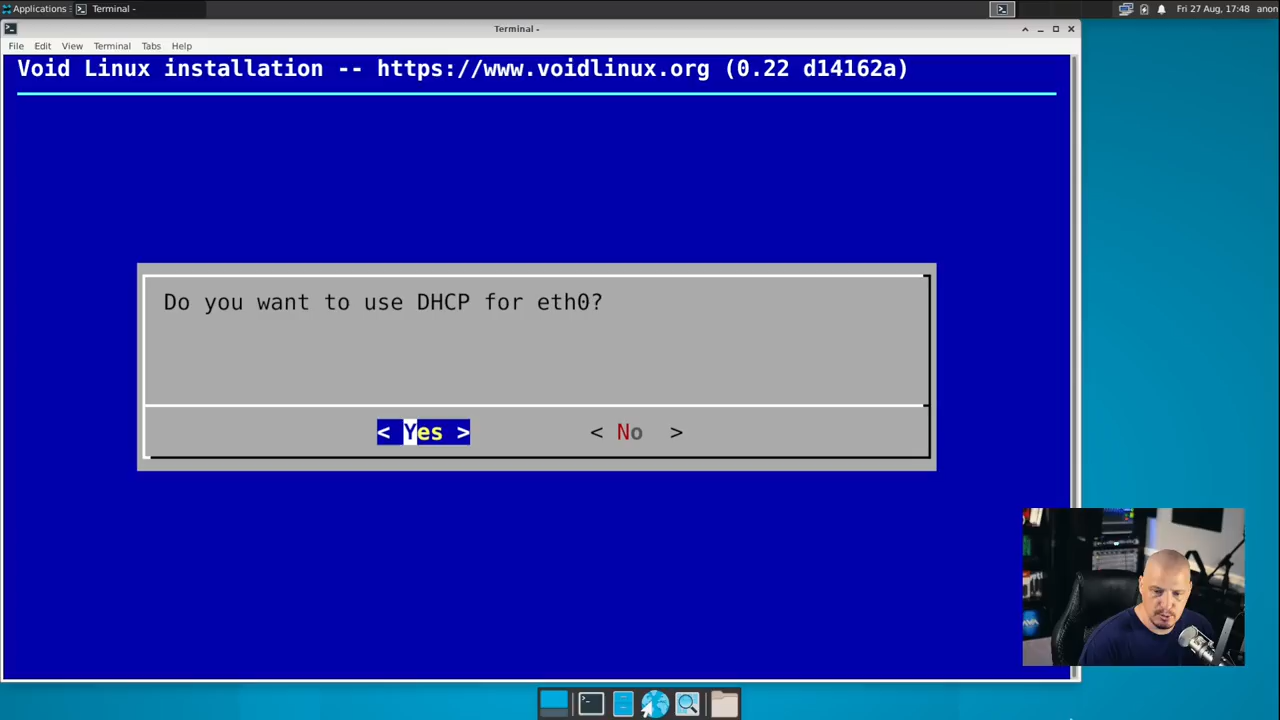 Applications
Terminal -
Fri 27 Aug, 17:48
anon
Terminal -
File
Edit
View
Terminal
Tabs
Help
Void Linux installation -- https://www.voidlinux.org (0.22 d14162a)
Do you want to use DHCP for eth0?
< Yes >
< No >